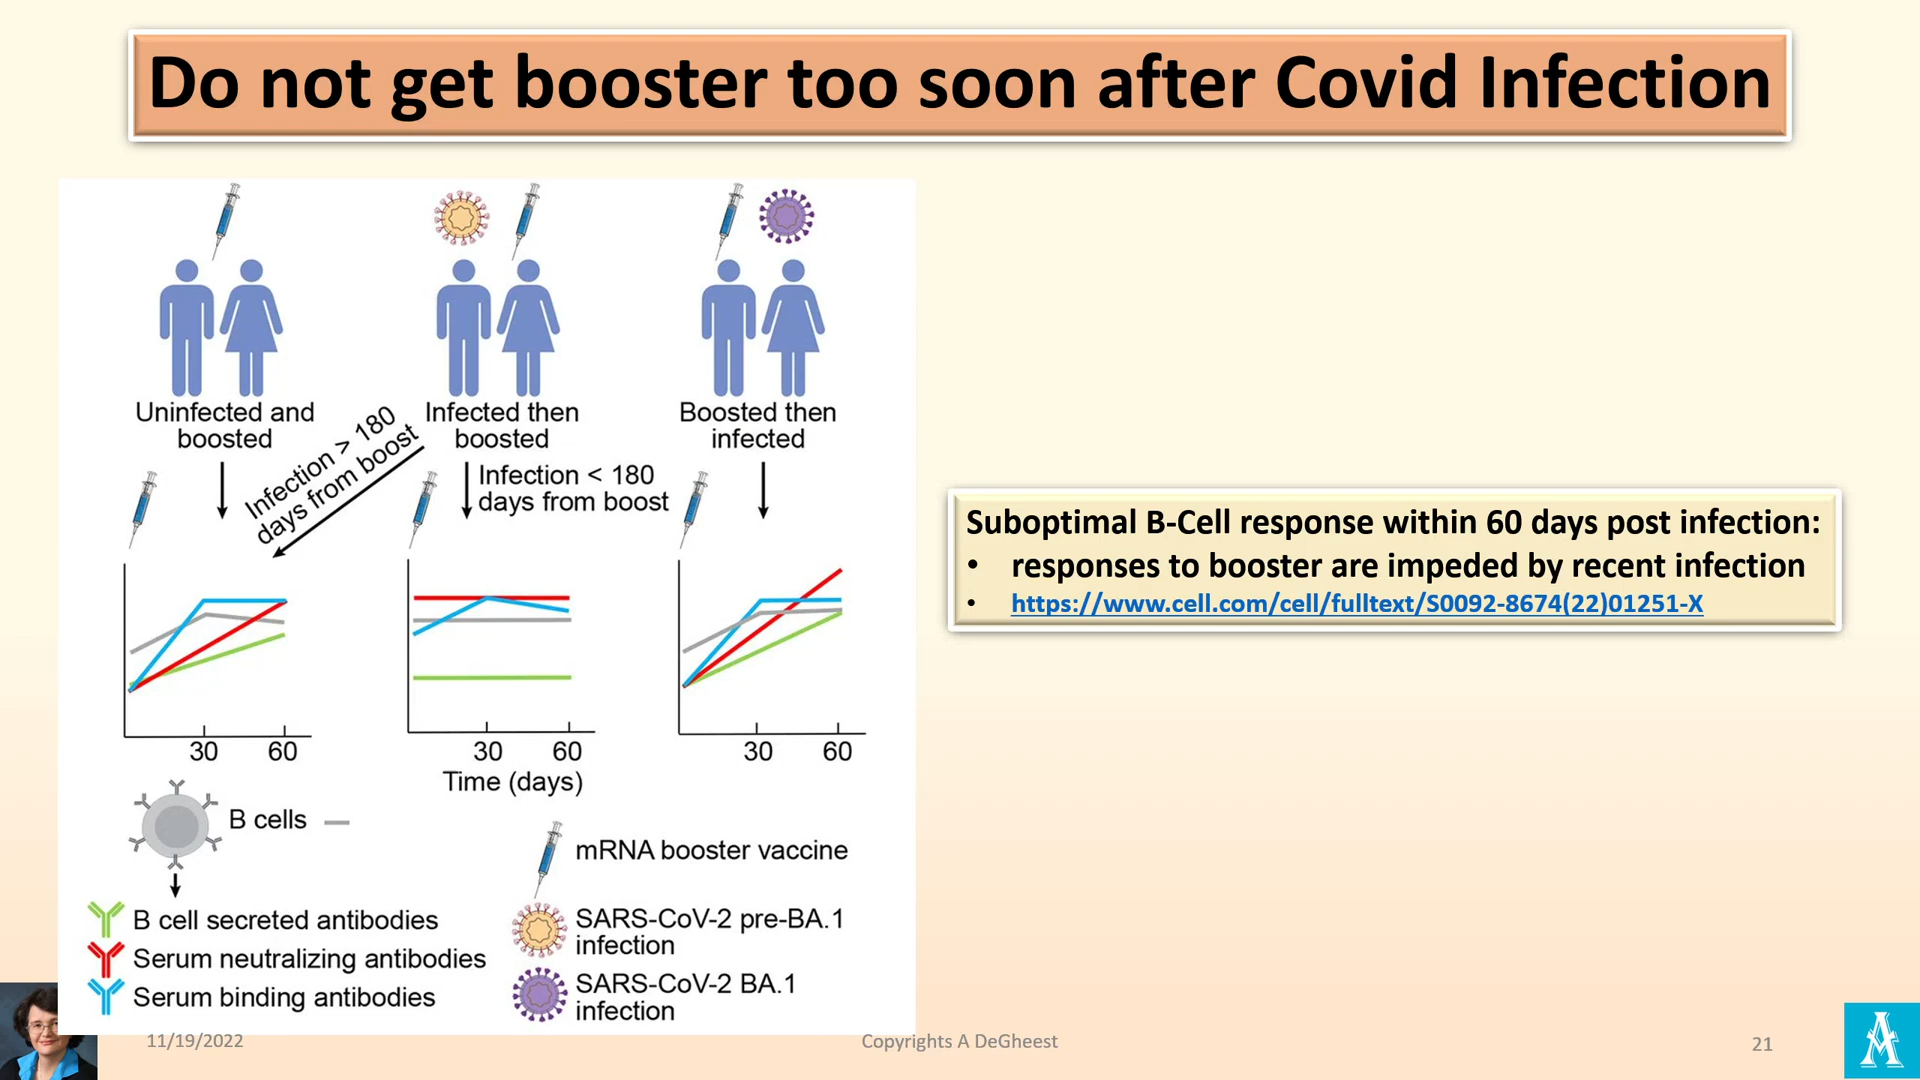 Do not get booster too soon after Covid Infection
Uninfected and
boosted
Infected then
boosted
Boosted then
infected
Infection > 180
days from boost
Infection < 180
days from boost
30 60
30 60
30 60
Time (days)
B cells
B cell secreted antibodies
Serum neutralizing antibodies
Serum binding antibodies
mRNA booster vaccine
SARS-CoV-2 pre-BA.1
infection
SARS-CoV-2 BA.1
infection
Suboptimal B-Cell response within 60 days post infection:
• responses to booster are impeded by recent infection
• https://www.cell.com/cell/fulltext/S0092-8674(22)01251-X
11/19/2022
Copyrights A DeGheest
21
A